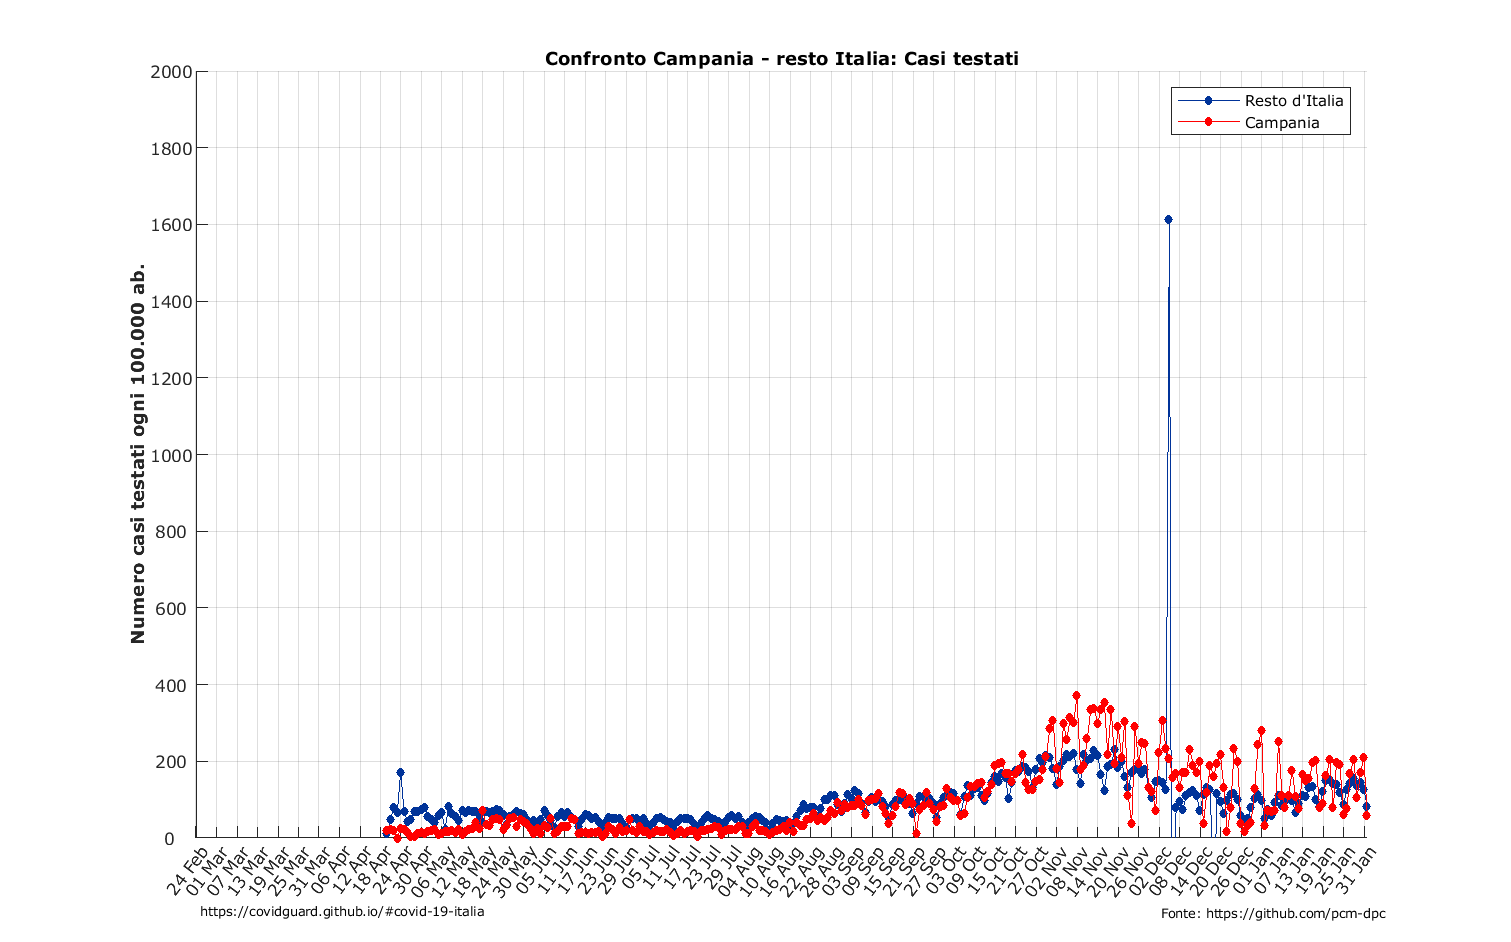 Confronto Campania - resto Italia: Casi testati
Resto d'Italia
Campania
Numero casi testati ogni 100.000 ab.
2000
1800
1600
1400
1200
1000
800
600
400
200
0
24 Feb
01 Mar
07 Mar
13 Mar
19 Mar
25 Mar
31 Mar
06 Apr
12 Apr
18 Apr
24 Apr
30 Apr
06 May
12 May
18 May
24 May
30 May
05 Jun
11 Jun
17 Jun
23 Jun
29 Jun
05 Jul
11 Jul
17 Jul
23 Jul
29 Jul
04 Aug
10 Aug
16 Aug
22 Aug
28 Aug
03 Sep
09 Sep
15 Sep
21 Sep
27 Sep
03 Oct
09 Oct
15 Oct
21 Oct
27 Oct
02 Nov
08 Nov
14 Nov
20 Nov
26 Nov
02 Dec
08 Dec
14 Dec
20 Dec
26 Dec
01 Jan
07 Jan
13 Jan
19 Jan
25 Jan
31 Jan
https://covidguard.github.io/#covid-19-italia
Fonte: https://github.com/pcm-dpc